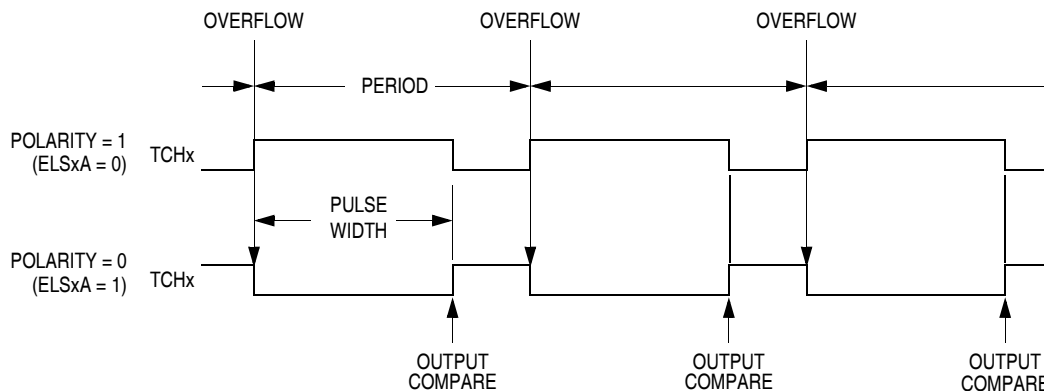 OVERFLOW OVERFLOW OVERFLOW
PERIOD
POLARITY = 1
(ELSxA = 0)
TCHx
PULSE
WIDTH
POLARITY = 0
(ELSxA = 1)
TCHx
OUTPUT
COMPARE
OUTPUT
COMPARE
OUTPUT
COMPARE